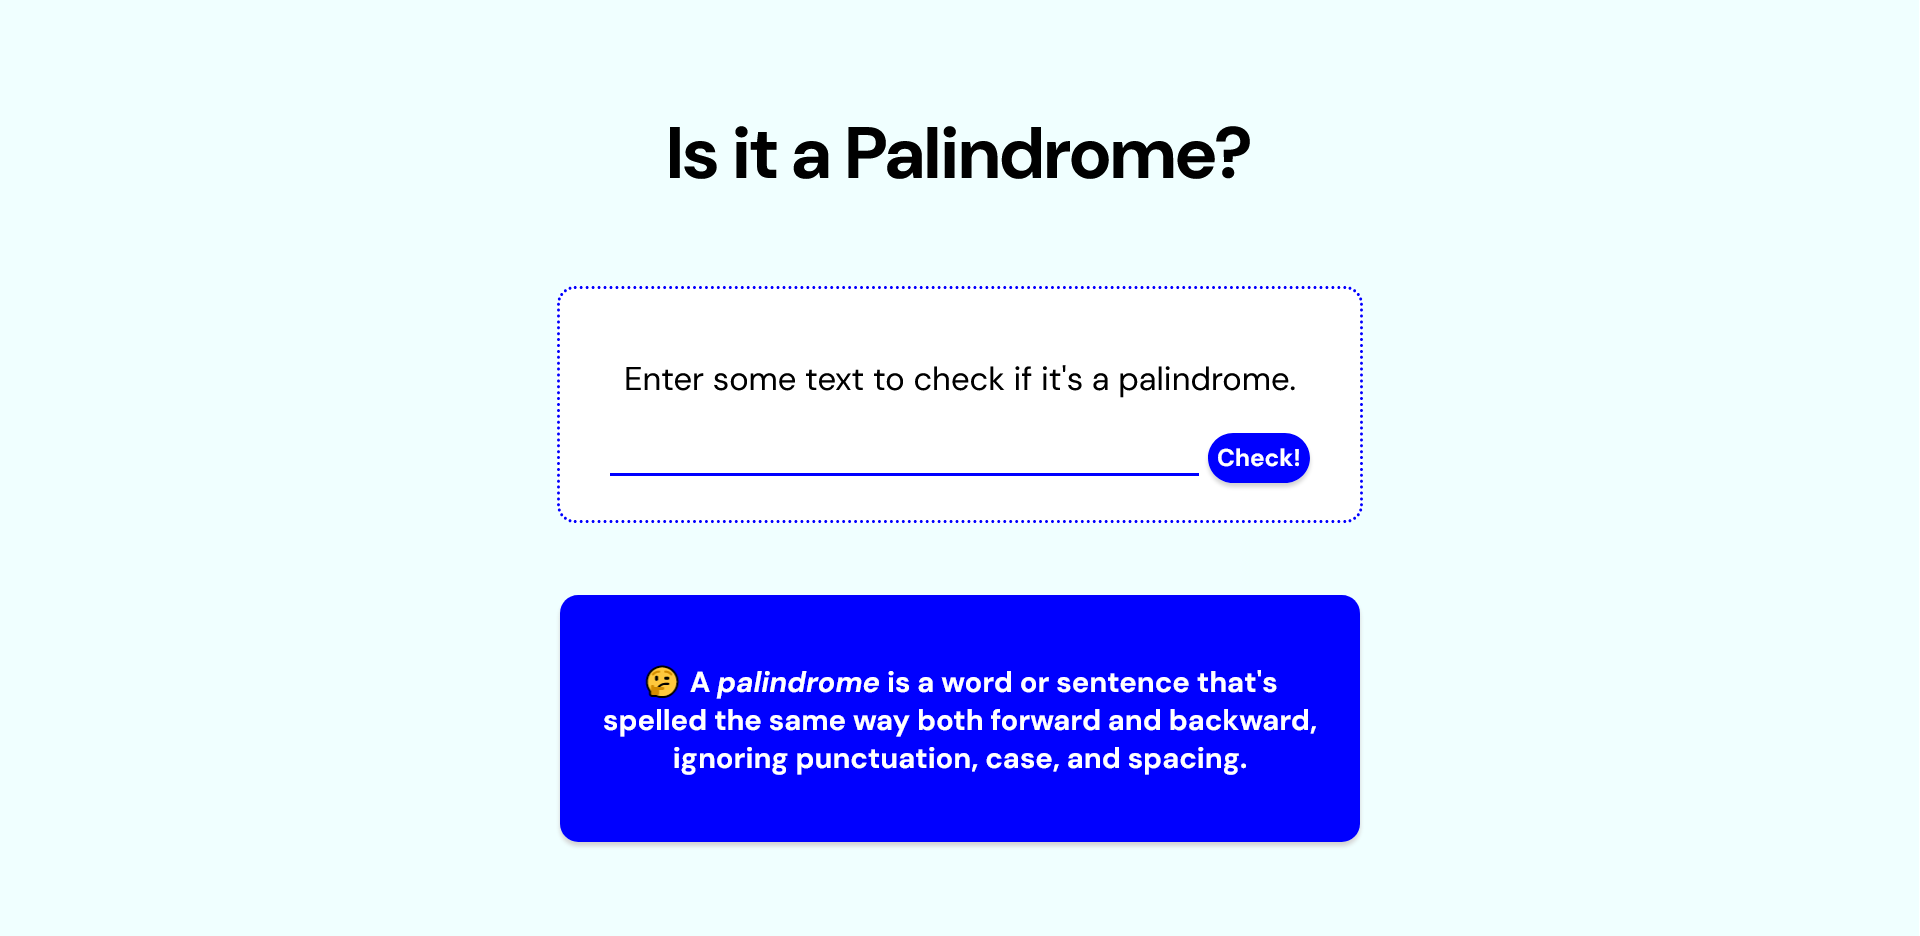 Is it a Palindrome?
Enter some text to check if it's a palindrome.
Check!
🤔 A palindrome is a word or sentence that's
spelled the same way both forward and backward,
ignoring punctuation, case, and spacing.